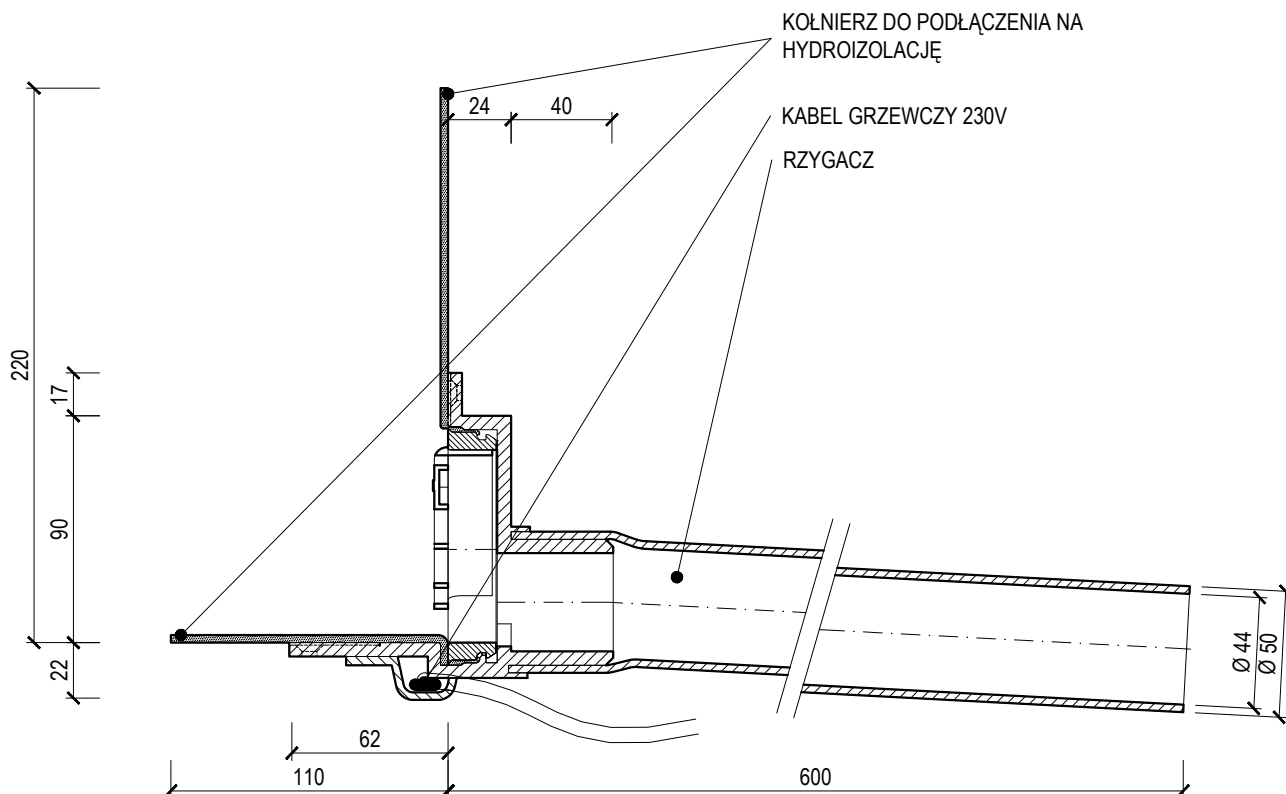 KOŁNIERZ DO PODŁĄCZENIA NA
HYDROIZOLACJĘ
24
40
KABEL GRZEWCZY 230V
RZYGACZ
220
17
90
22
Ø 44
Ø 50
62
110
600